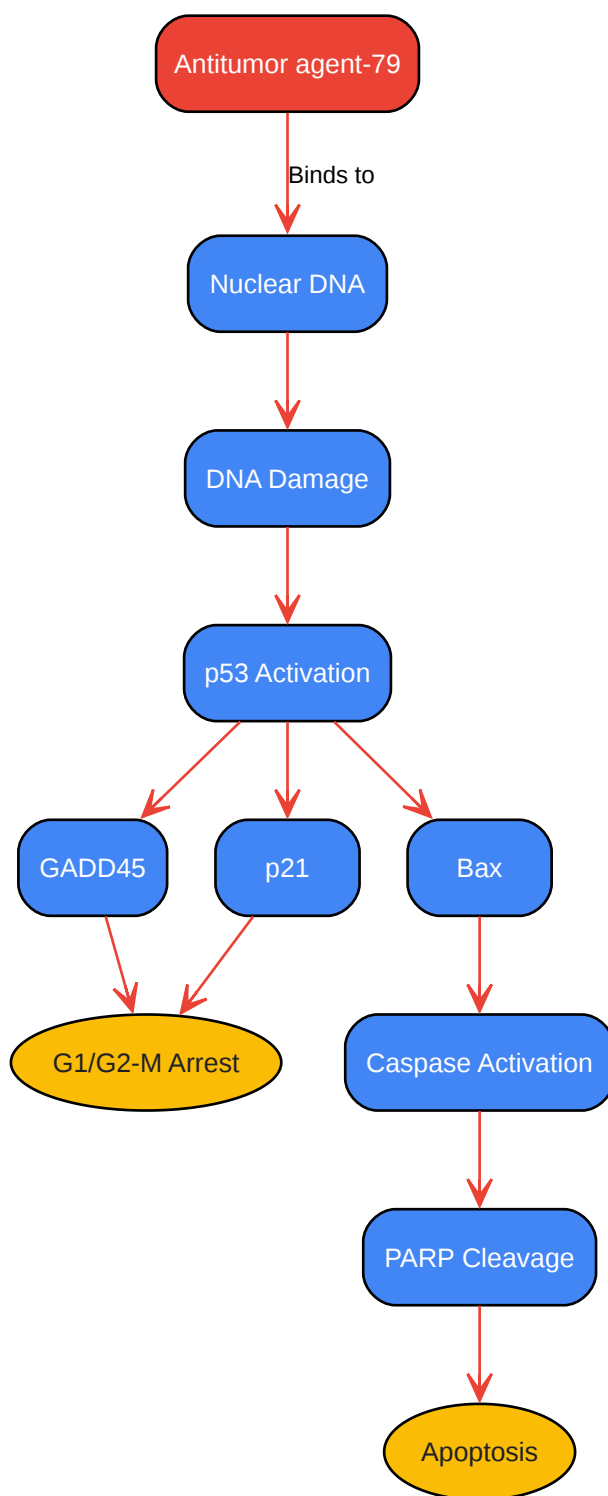 Antitumor agent-79
Binds to
Nuclear DNA
DNA Damage
p53 Activation
GADD45
p21
Bax
G1/G2-M Arrest
Caspase Activation
PARP Cleavage
Apoptosis